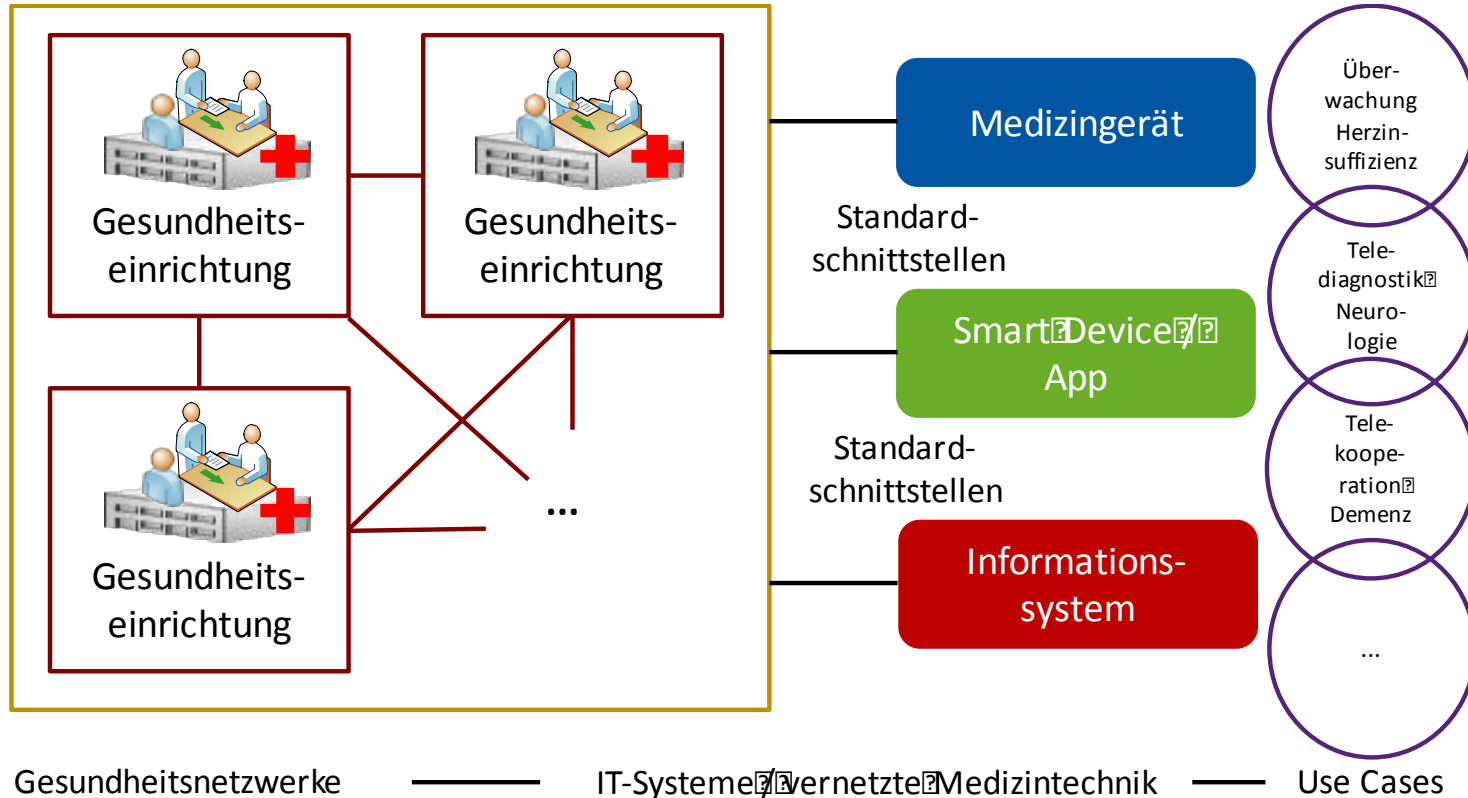 Gesundheits-
einrichtung
Gesundheits-
einrichtung
Gesundheits-
einrichtung
...
Medizingerät
Standard-
schnittstellen
Smart Device /
App
Standard-
schnittstellen
Informations-
system
Über-
wachung
Herzin-
suffizienz
Tele-
diagnostik
Neuro-
logie
Tele-
koope-
ration
Demenz
...
Gesundheitsnetzwerke
IT-Systeme / vernetzte Medizintechnik
Use Cases